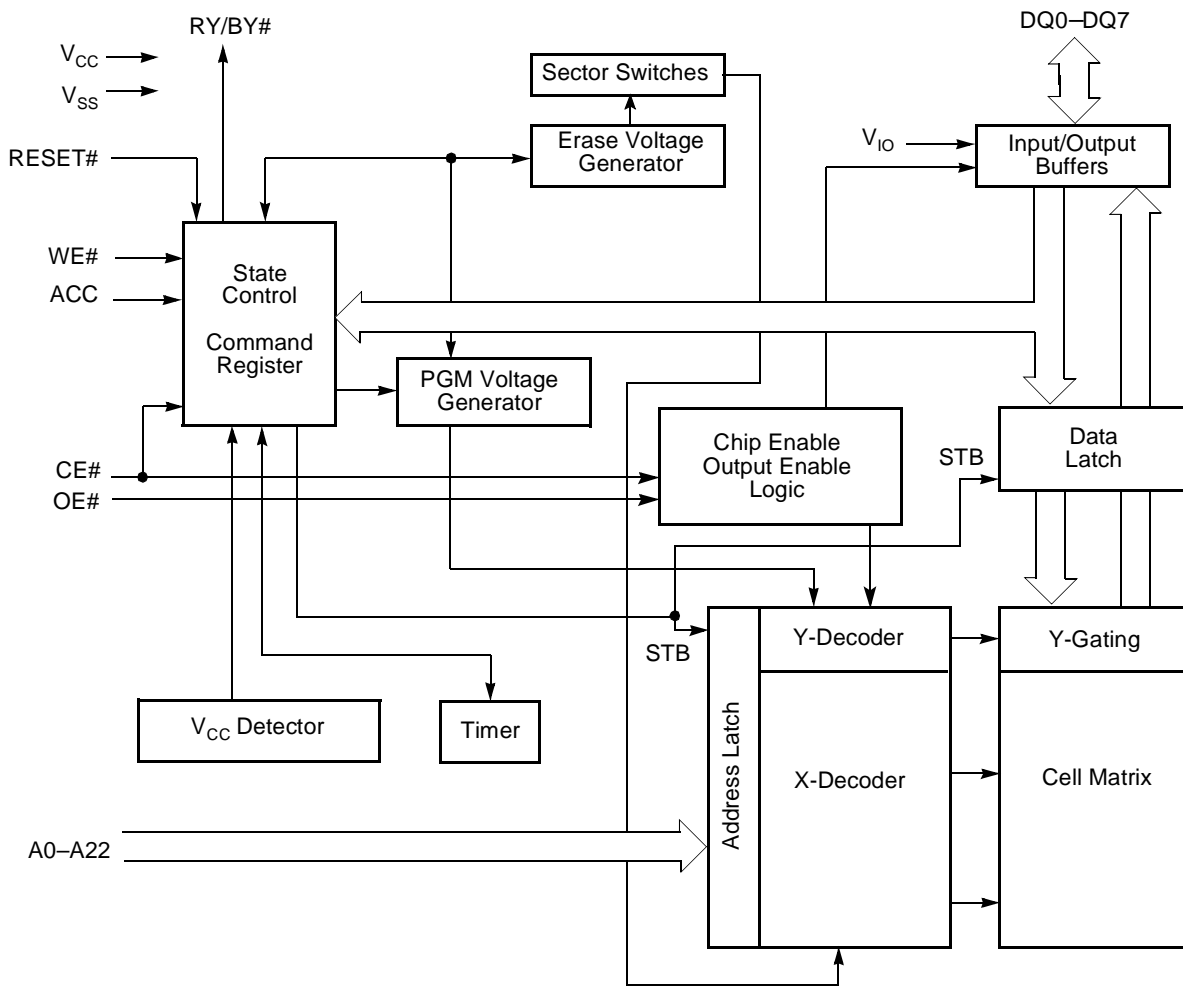 RY/BY#
DQ0–DQ7
VCC
VSS
Sector Switches
RESET#
Erase Voltage
Generator
VIO
Input/Output
Buffers
WE#
ACC
State
Control
Command
Register
PGM Voltage
Generator
CE#
OE#
Chip Enable
Output Enable
Logic
STB
Data
Latch
STB
Y-Decoder
Y-Gating
VCC Detector
Timer
Address Latch
X-Decoder
Cell Matrix
A0–A22